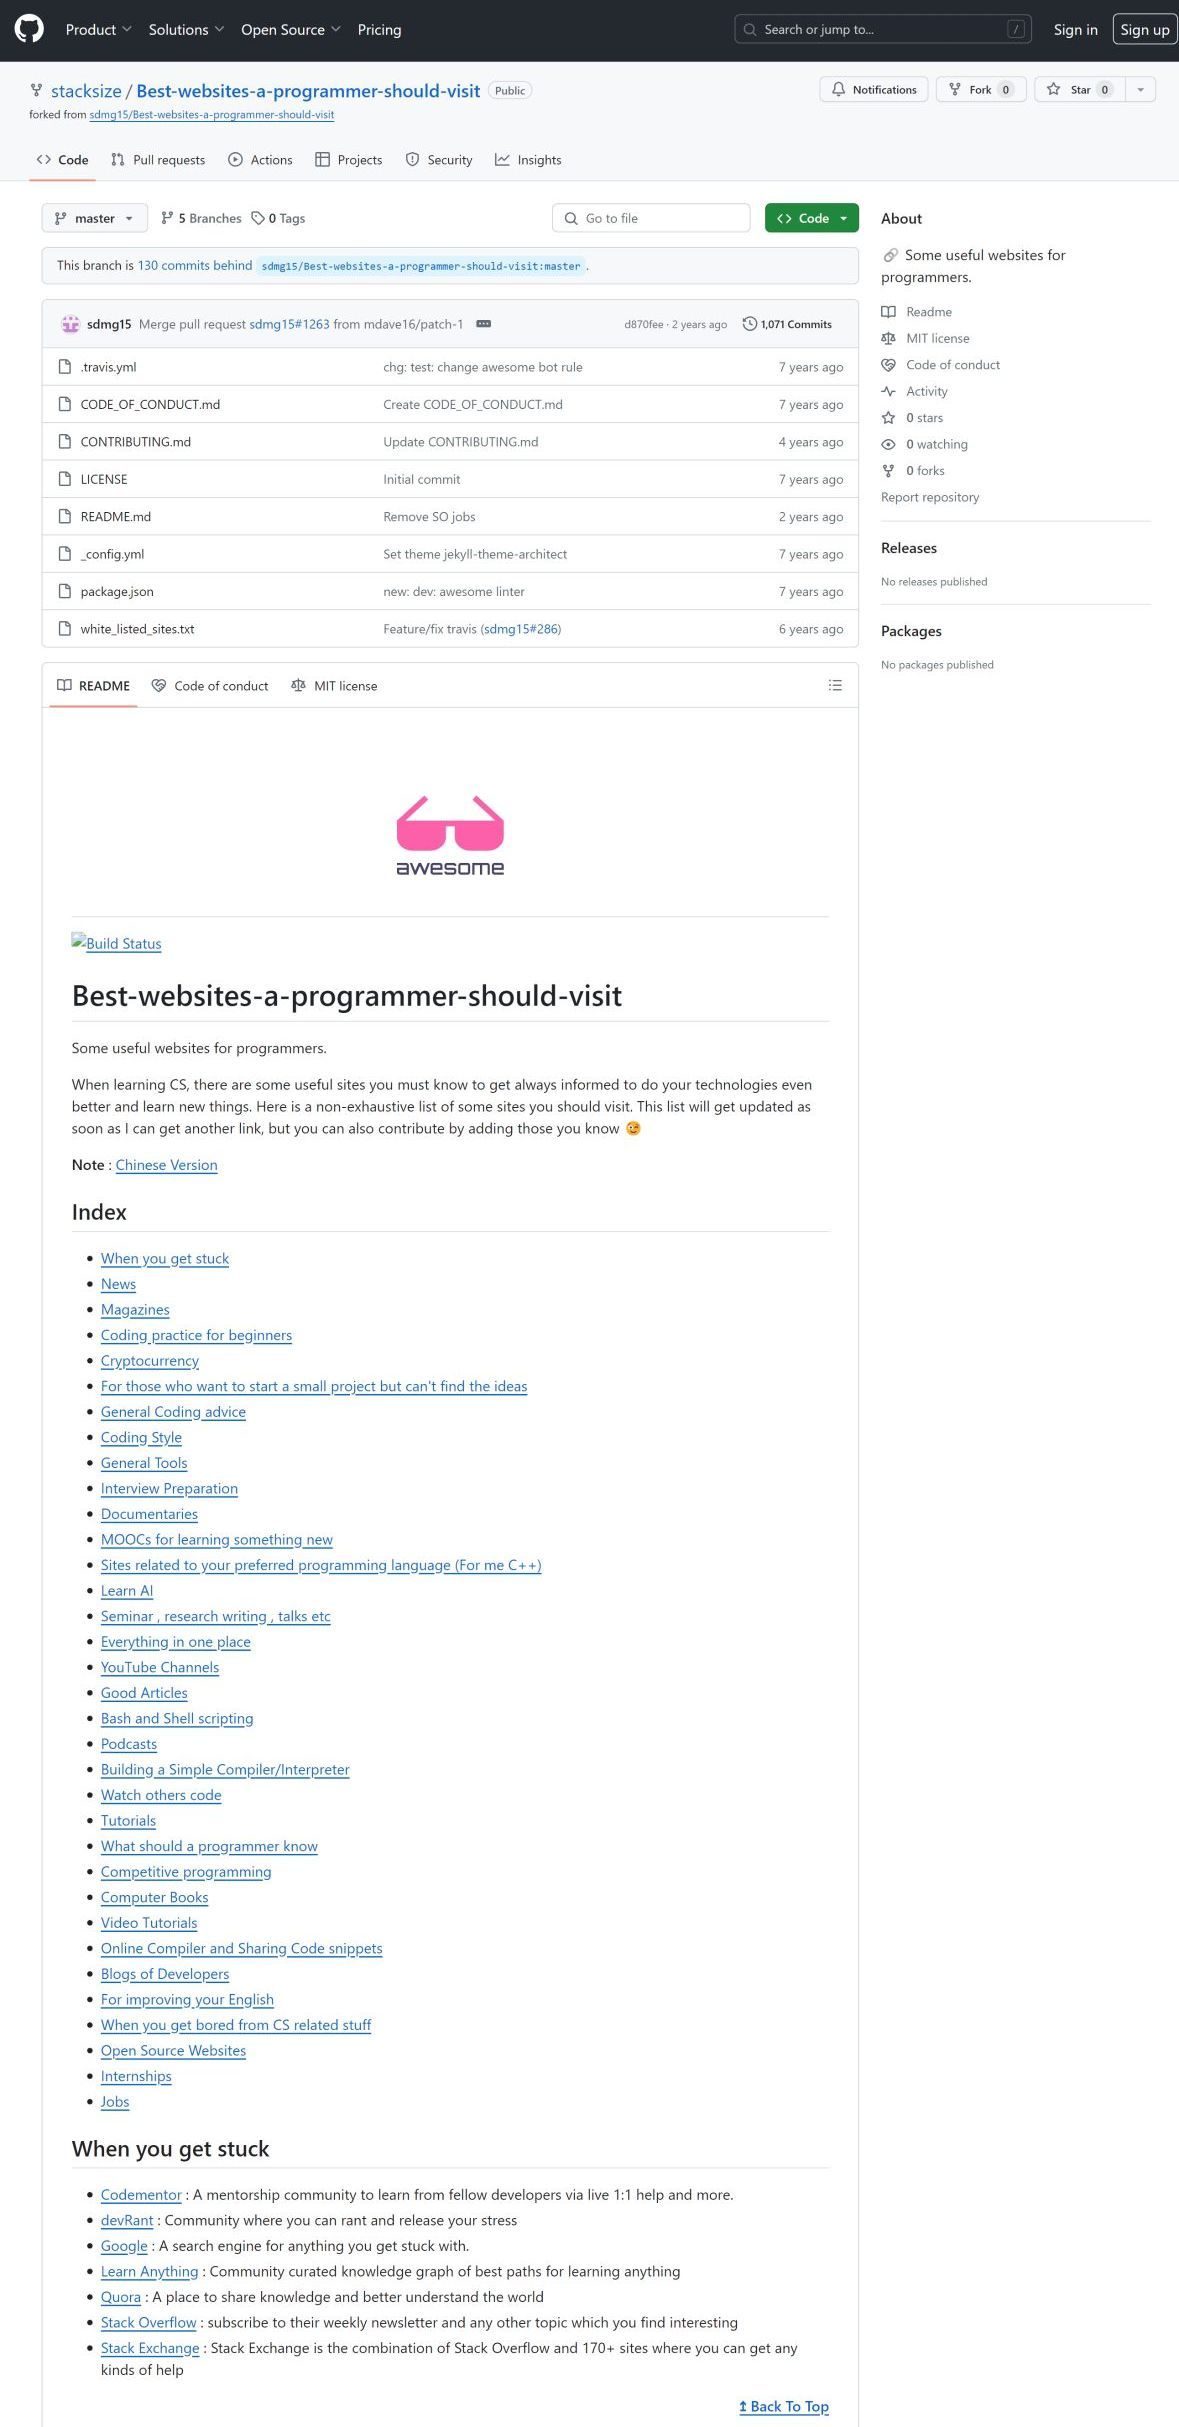 Product Solutions Open Source Pricing Search or jump to... / Sign in Sign up
stacksize / Best-websites-a-programmer-should-visit Public Notifications Fork 0 Star 0
forked from sdmg15/Best-websites-a-programmer-should-visit
Code Pull requests Actions Projects Security Insights
master 5 Branches 0 Tags Go to file Code
This branch is 130 commits behind sdmg15/Best-websites-a-programmer-should-visit:master .
sdmg15 Merge pull request sdmg15#1263 from mdave16/patch-1 d870fee · 2 years ago 1,071 Commits
.travis.yml chg: test: change awesome bot rule 7 years ago
CODE_OF_CONDUCT.md Create CODE_OF_CONDUCT.md 7 years ago
CONTRIBUTING.md Update CONTRIBUTING.md 4 years ago
LICENSE Initial commit 7 years ago
README.md Remove SO jobs 2 years ago
_config.yml Set theme jekyll-theme-architect 7 years ago
package.json new: dev: awesome linter 7 years ago
white_listed_sites.txt Feature/fix travis (sdmg15#286) 6 years ago
About
Some useful websites for
programmers.
Readme
MIT license
Code of conduct
Activity
0 stars
0 watching
0 forks
Report repository
Releases
No releases published
Packages
No packages published
README Code of conduct MIT license
awesome
Build Status
Best-websites-a-programmer-should-visit
Some useful websites for programmers.
When learning CS, there are some useful sites you must know to get always informed to do your technologies even
better and learn new things. Here is a non-exhaustive list of some sites you should visit. This list will get updated as
soon as I can get another link, but you can also contribute by adding those you know 😉
Note : Chinese Version
Index
• When you get stuck
• News
• Magazines
• Coding practice for beginners
• Cryptocurrency
• For those who want to start a small project but can't find the ideas
• General Coding advice
• Coding Style
• General Tools
• Interview Preparation
• Documentaries
• MOOCs for learning something new
• Sites related to your preferred programming language (For me C++)
• Learn AI
• Seminar , research writing , talks etc
• Everything in one place
• YouTube Channels
• Good Articles
• Bash and Shell scripting
• Podcasts
• Building a Simple Compiler/Interpreter
• Watch others code
• Tutorials
• What should a programmer know
• Competitive programming
• Computer Books
• Video Tutorials
• Online Compiler and Sharing Code snippets
• Blogs of Developers
• For improving your English
• When you get bored from CS related stuff
• Open Source Websites
• Internships
• Jobs
When you get stuck
• Codementor : A mentorship community to learn from fellow developers via live 1:1 help and more.
• devRant : Community where you can rant and release your stress
• Google : A search engine for anything you get stuck with.
• Learn Anything : Community curated knowledge graph of best paths for learning anything
• Quora : A place to share knowledge and better understand the world
• Stack Overflow : subscribe to their weekly newsletter and any other topic which you find interesting
• Stack Exchange : Stack Exchange is the combination of Stack Overflow and 170+ sites where you can get any
kinds of help
↥ Back To Top